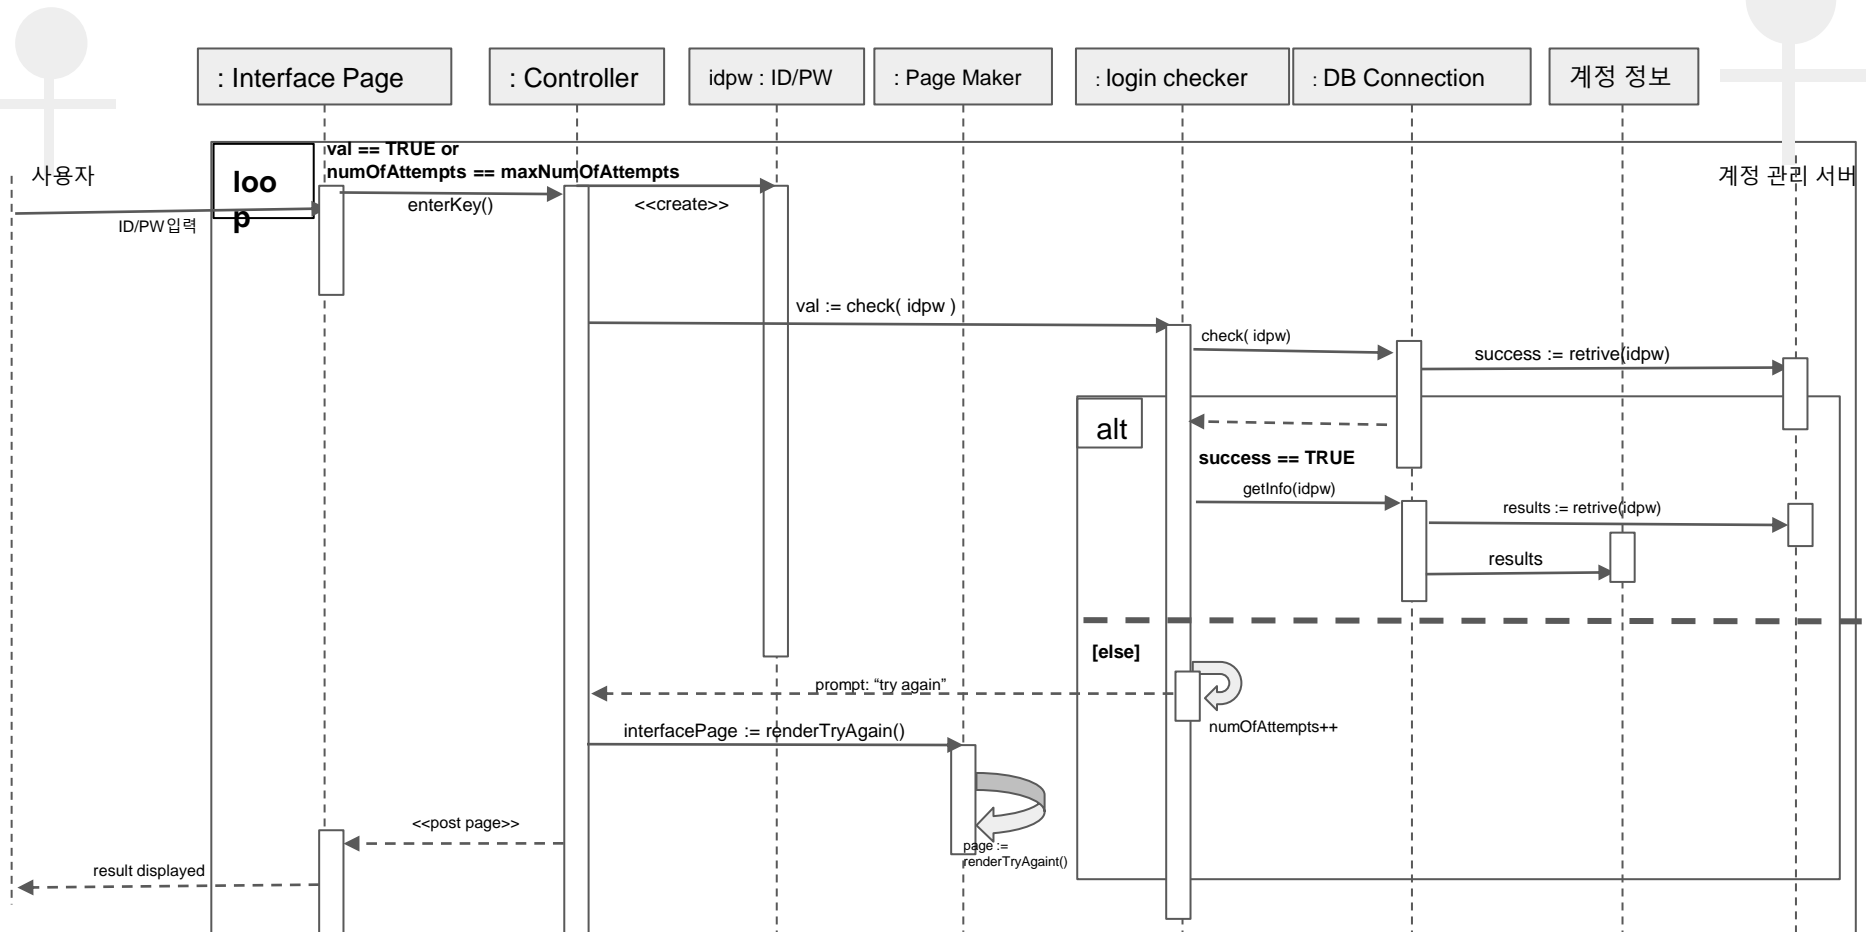 : Interface Page
: Controller
idpw : ID/PW
: Page Maker
: login checker
: DB Connection
계정 정보
사용자
계정 관리 서버
loo
p
val == TRUE or
numOfAttempts == maxNumOfAttempts
enterKey()
<<create>>
ID/PW입력
val := check( idpw )
check( idpw)
success := retrive(idpw)
alt
success == TRUE
getInfo(idpw)
results := retrive(idpw)
results
[else]
prompt: “try again”
numOfAttempts++
interfacePage := renderTryAgain()
page :=
renderTryAgaint()
<<post page>>
result displayed